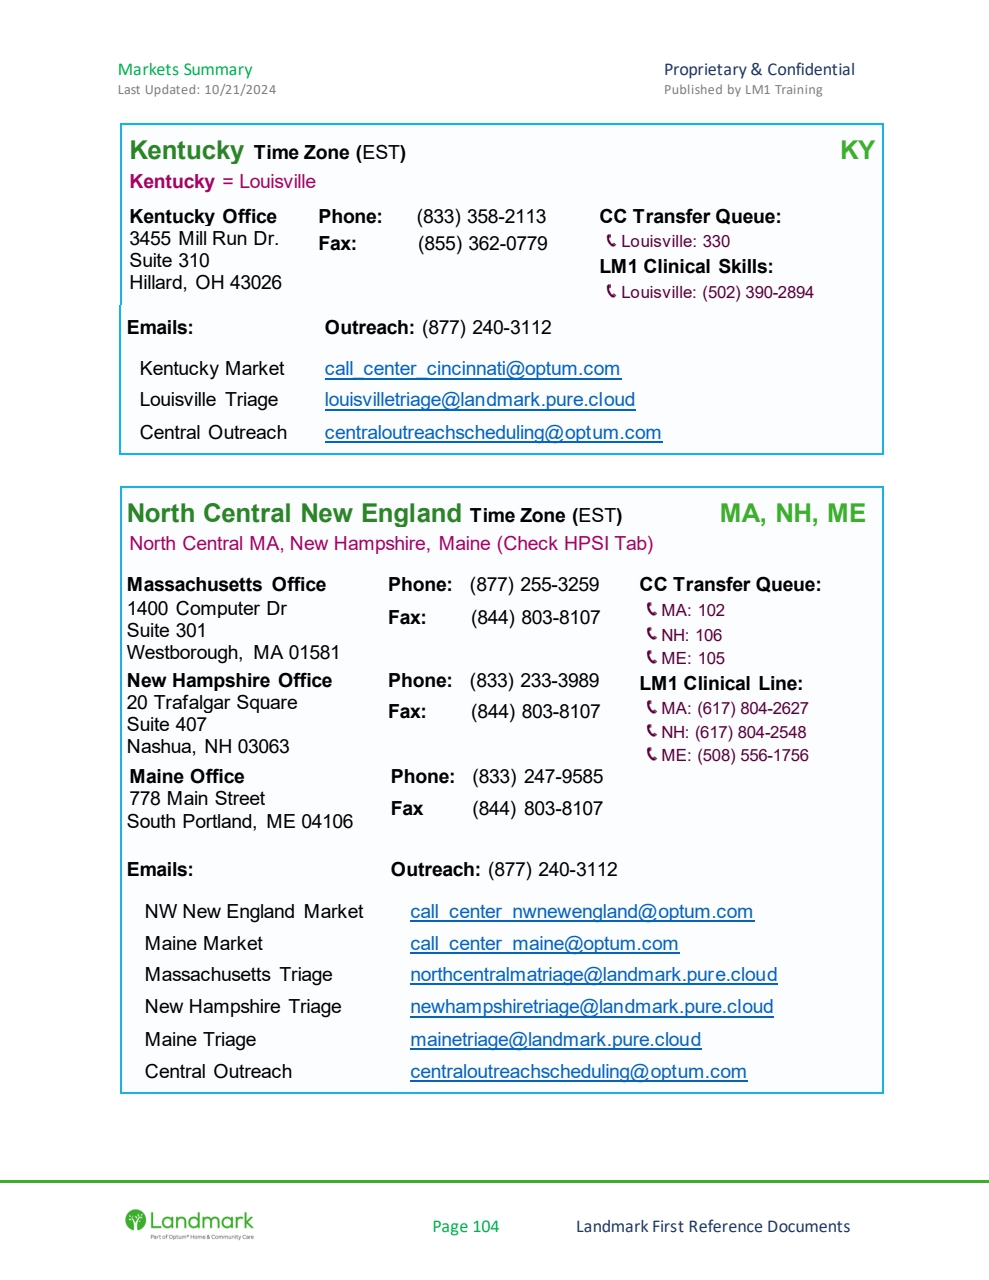 Markets Summary
Proprietary & Confidential
Last Updated: 10/21/2024
Published by LM1 Training
Kentucky Time Zone (EST) KY
Kentucky = Louisville
Kentucky Office Phone: (833) 358-2113 CC Transfer Queue:
3455 Mill Run Dr. Fax: (855) 362-0779 Louisville: 330
Suite 310 LM1 Clinical Skills:
Hillard, OH 43026 Louisville: (502) 390-2894
Emails: Outreach: (877) 240-3112
Kentucky Market call_center_cincinnati@optum.com
Louisville Triage louisvilletriage@landmark.pure.cloud
Central Outreach centraloutreachscheduling@optum.com
North Central New England Time Zone (EST) MA, NH, ME
North Central MA, New Hampshire, Maine (Check HPSI Tab)
Massachusetts Office Phone: (877) 255-3259 CC Transfer Queue:
1400 Computer Dr Fax: (844) 803-8107 MA: 102
Suite 301 NH: 106
Westborough, MA 01581 ME: 105
New Hampshire Office Phone: (833) 233-3989 LM1 Clinical Line:
20 Trafalgar Square Fax: (844) 803-8107 MA: (617) 804-2627
Suite 407 NH: (617) 804-2548
Nashua, NH 03063 ME: (508) 556-1756
Maine Office Phone: (833) 247-9585
778 Main Street Fax (844) 803-8107
South Portland, ME 04106
Emails: Outreach: (877) 240-3112
NW New England Market call_center_nwnewengland@optum.com
Maine Market call_center_maine@optum.com
Massachusetts Triage northcentralmatriage@landmark.pure.cloud
New Hampshire Triage newhampshiretriage@landmark.pure.cloud
Maine Triage mainetriage@landmark.pure.cloud
Central Outreach centraloutreachscheduling@optum.com
Landmark
Part of Optum® Home & Community Care
Page 104
Landmark First Reference Documents